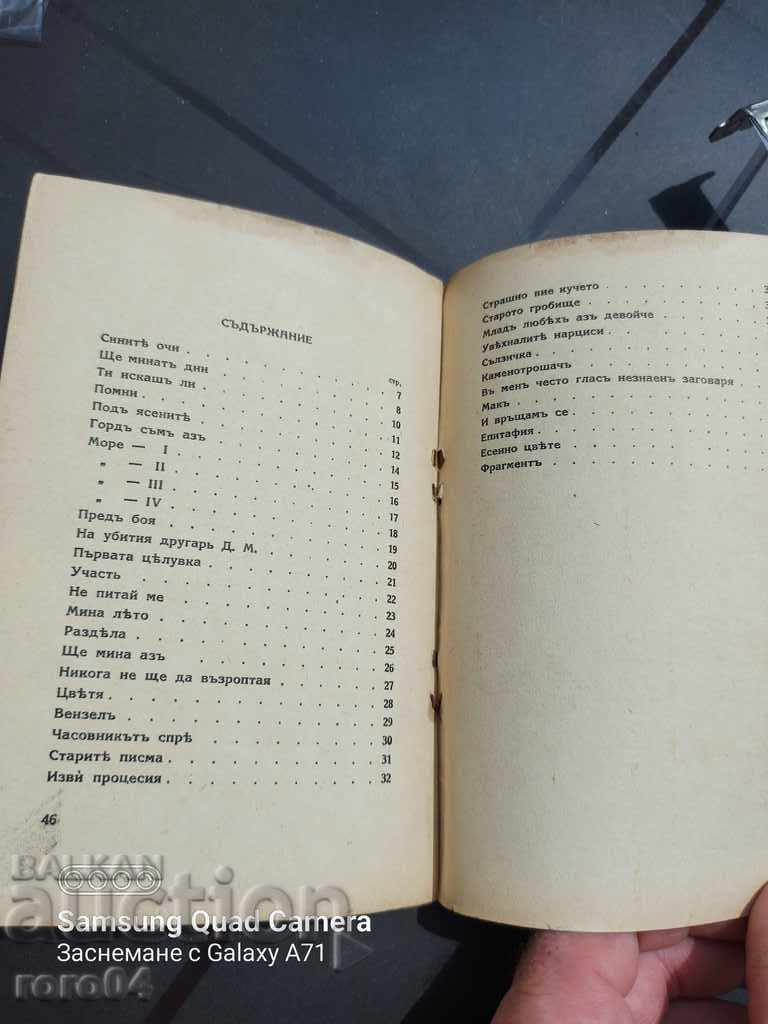 СЪДЪРЖАНИЕ
стр.
Синитѣ очи . . . . . . . . . . 7
Ще минатъ дни . . . . . . . . . . 8
Ти искашъ ли . . . . . . . . . . 10
Помни . . . . . . . . . . 11
Подъ ясенитѣ . . . . . . . . . . 12
Гордъ съмъ азъ . . . . . . . . . . 14
Море — I . . . . . . . . . . 15
„ — II . . . . . . . . . . 16
„ — III . . . . . . . . . . 17
„ — IV . . . . . . . . . . 18
Предъ боя . . . . . . . . . . 19
На убития другарь Д. М. . . . . . . . . . . 20
Първата цѣлувка . . . . . . . . . . 21
Участь . . . . . . . . . . 22
Не питай ме . . . . . . . . . . 23
Мина лѣто . . . . . . . . . . 24
Раздѣла . . . . . . . . . . 25
Ще мина азъ . . . . . . . . . . 26
Никога не ще да възроптая . . . . . . . . . . 27
Цвѣтя . . . . . . . . . . 28
Вензелъ . . . . . . . . . . 29
Часовникътъ спрѣ . . . . . . . . . . 30
Старитѣ писма . . . . . . . . . . 31
Изви процесия . . . . . . . . . . 32
46
Страшно вие кучето . . . . . . . . . . 3
Старото гробище . . . . . . . . . . 3
Младъ любѣхъ азъ девойче . . . . . . . . . .
Увѣхналитѣ нарциси . . . . . . . . . .
Сълзичка . . . . . . . . . .
Каменотрошачъ . . . . . . . . . .
Въ менъ често гласъ незнаенъ заговаря . . . . .
Макъ . . . . . . . . . .
И връщамъ се . . . . . . . . . .
Епитафия . . . . . . . . . .
Есенно цвѣте . . . . . . . . . .
Фрагментъ . . . . . . . . . .
BALKAN
auction
Samsung Quad Camera
Заснемане с Galaxy A71
roro04